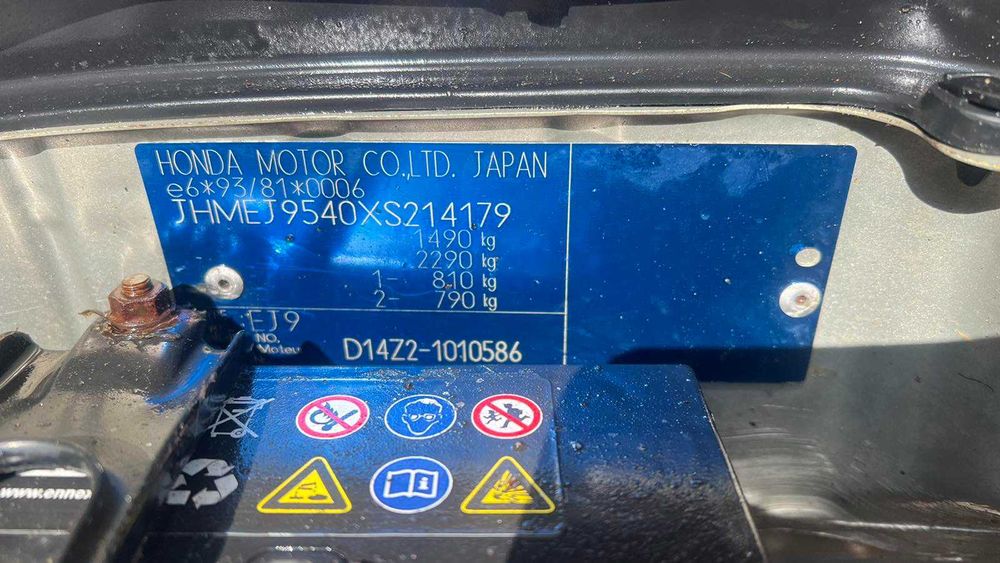 HONDA MOTOR CO.,LTD. JAPAN
e6*93/81*0006
JHMEJ9540XS214179
1490 kg
2290 kg
1- 810 kg
2- 790 kg
EJ9
NO.
Moteur
D14Z2-1010586